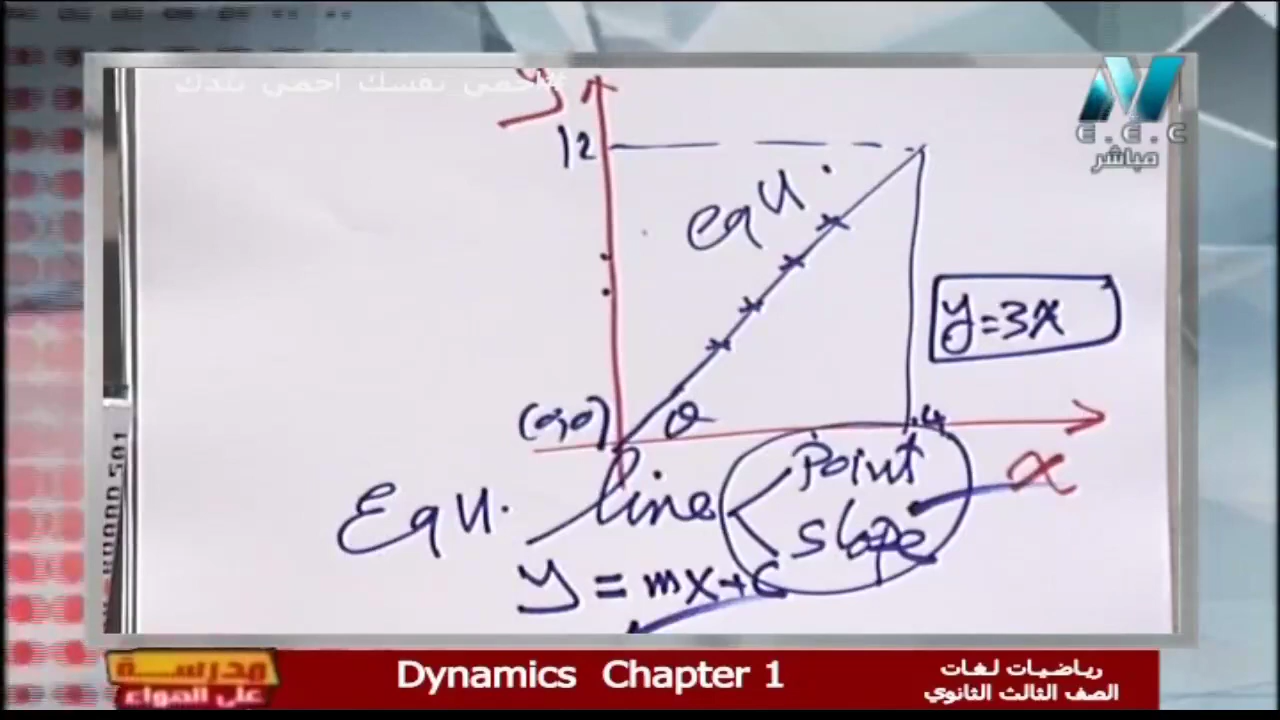 #احمي نفسك احمي بلدك
E.E.C
مباشر
y
12
equ.
y=3x
(0,0)
θ
4
x
Equ. line
Point
slope
y = mx+c
مدرسة
على الهواء
Dynamics Chapter 1
رياضيات لغات
الصف الثالث الثانوي